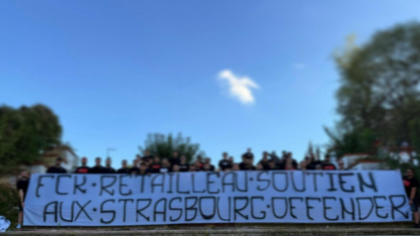 FCK·RETAILLEAU·SOUTIEN
AUX·STRASBOURG·OFFENDER